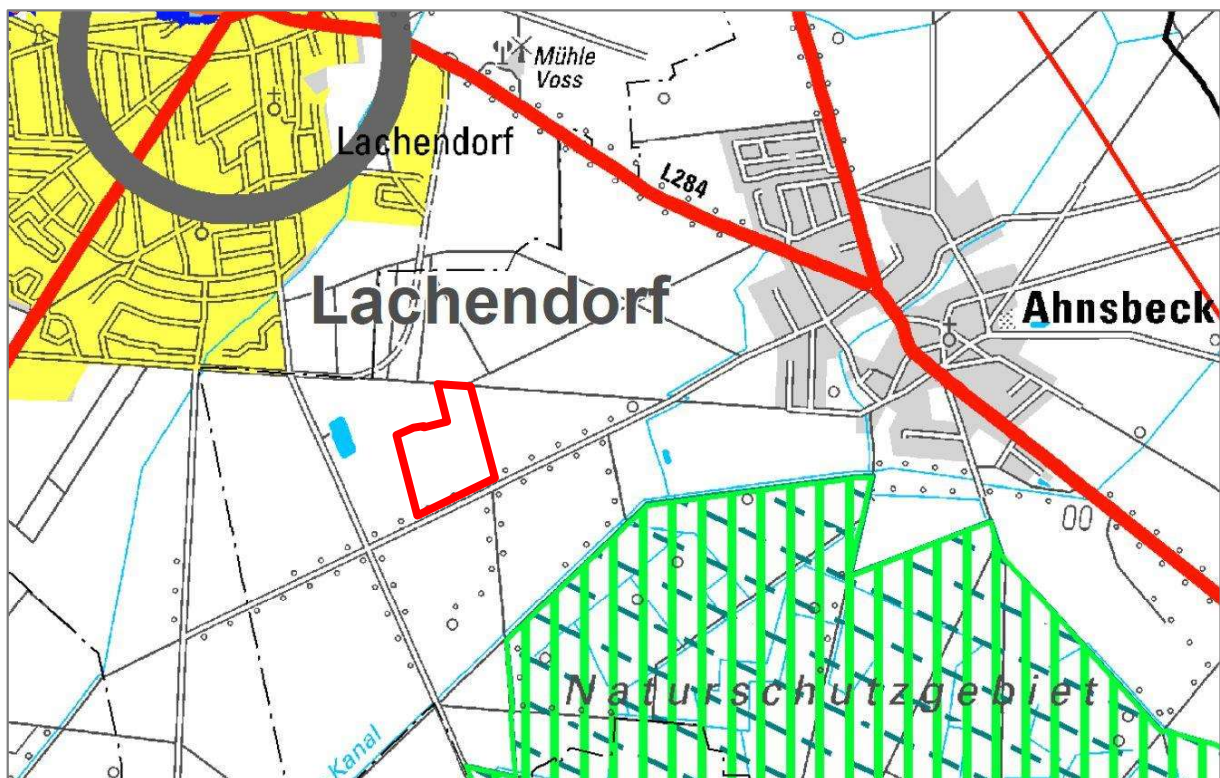 Mühle
Voss
Lachendorf
L284
Lachendorf
Ahnsbeck
Naturschutzgebiet
Kanal